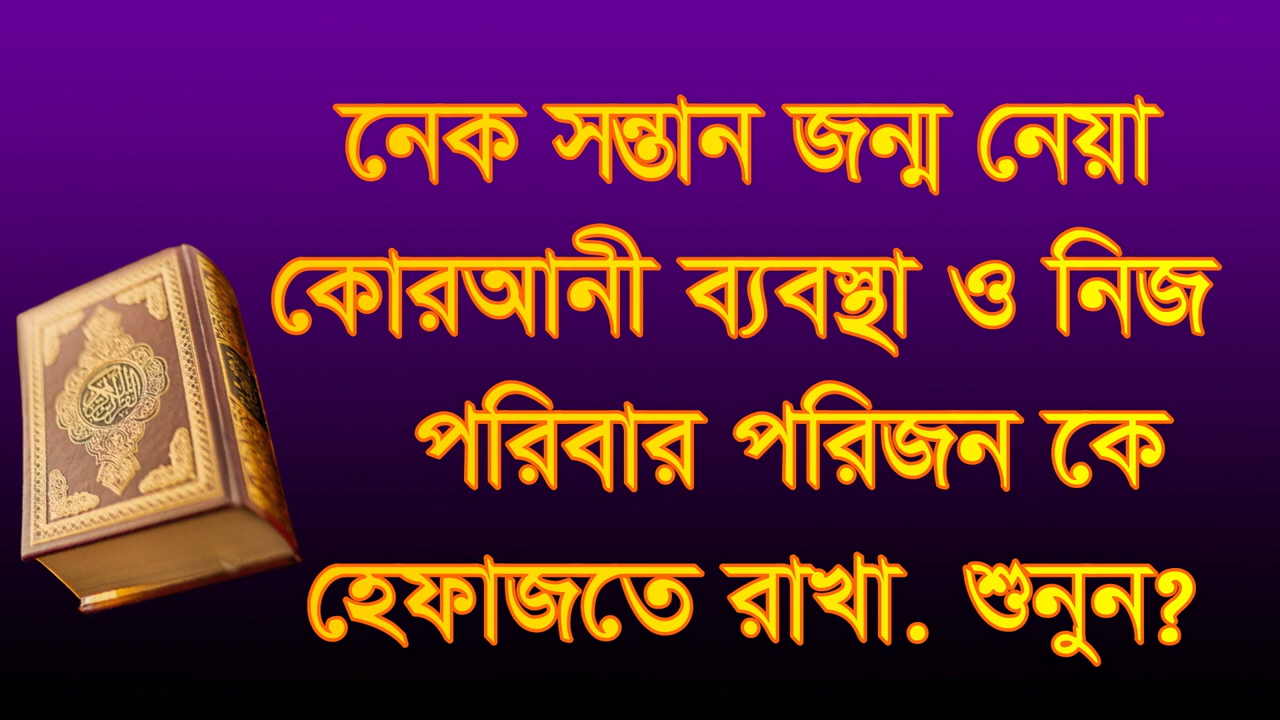 নেক সন্তান জন্ম নেয়া
কোরআনী ব্যবস্থা ও নিজ
পরিবার পরিজন কে
হেফাজতে রাখা. শুনুন?